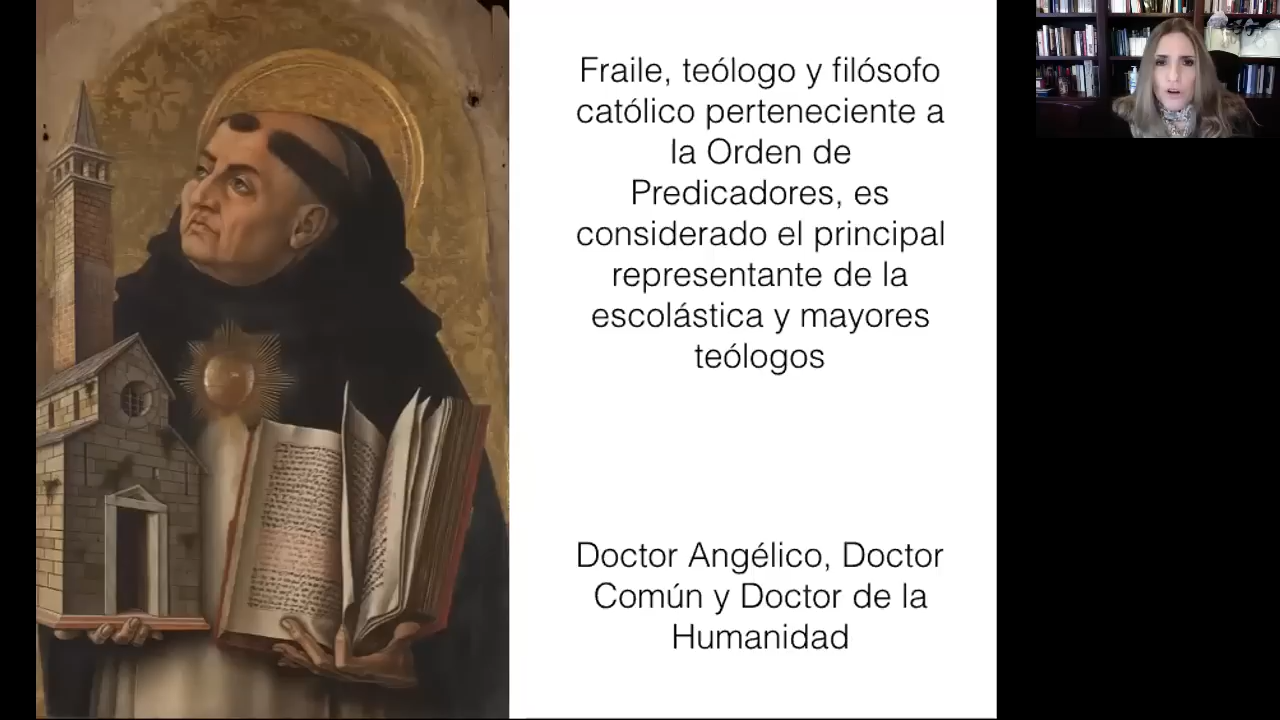 Fraile, teólogo y filósofo
católico perteneciente a
la Orden de
Predicadores, es
considerado el principal
representante de la
escolástica y mayores
teólogos
Doctor Angélico, Doctor
Común y Doctor de la
Humanidad